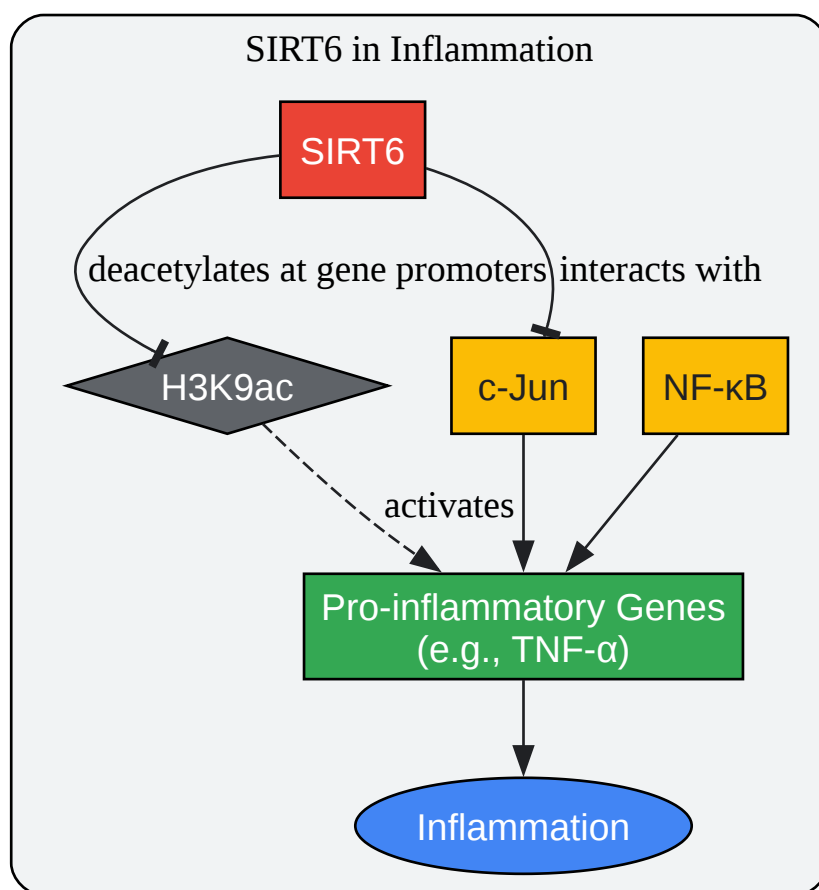 SIRT6 in Inflammation
SIRT6
deacetylates at gene promoters
interacts with
H3K9ac
c-Jun
NF-κB
activates
Pro-inflammatory Genes
(e.g., TNF-α)
Inflammation